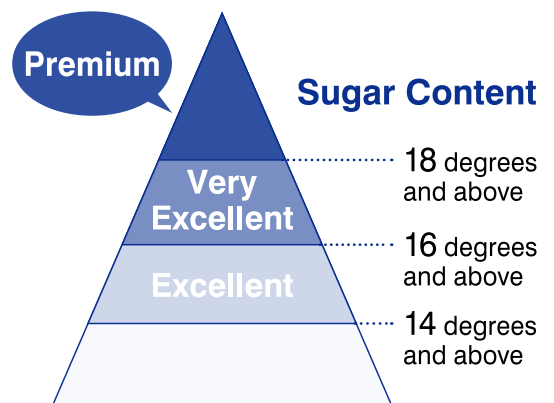 Premium
Sugar Content
18 degrees
and above
Very
Excellent
16 degrees
and above
Excellent
14 degrees
and above